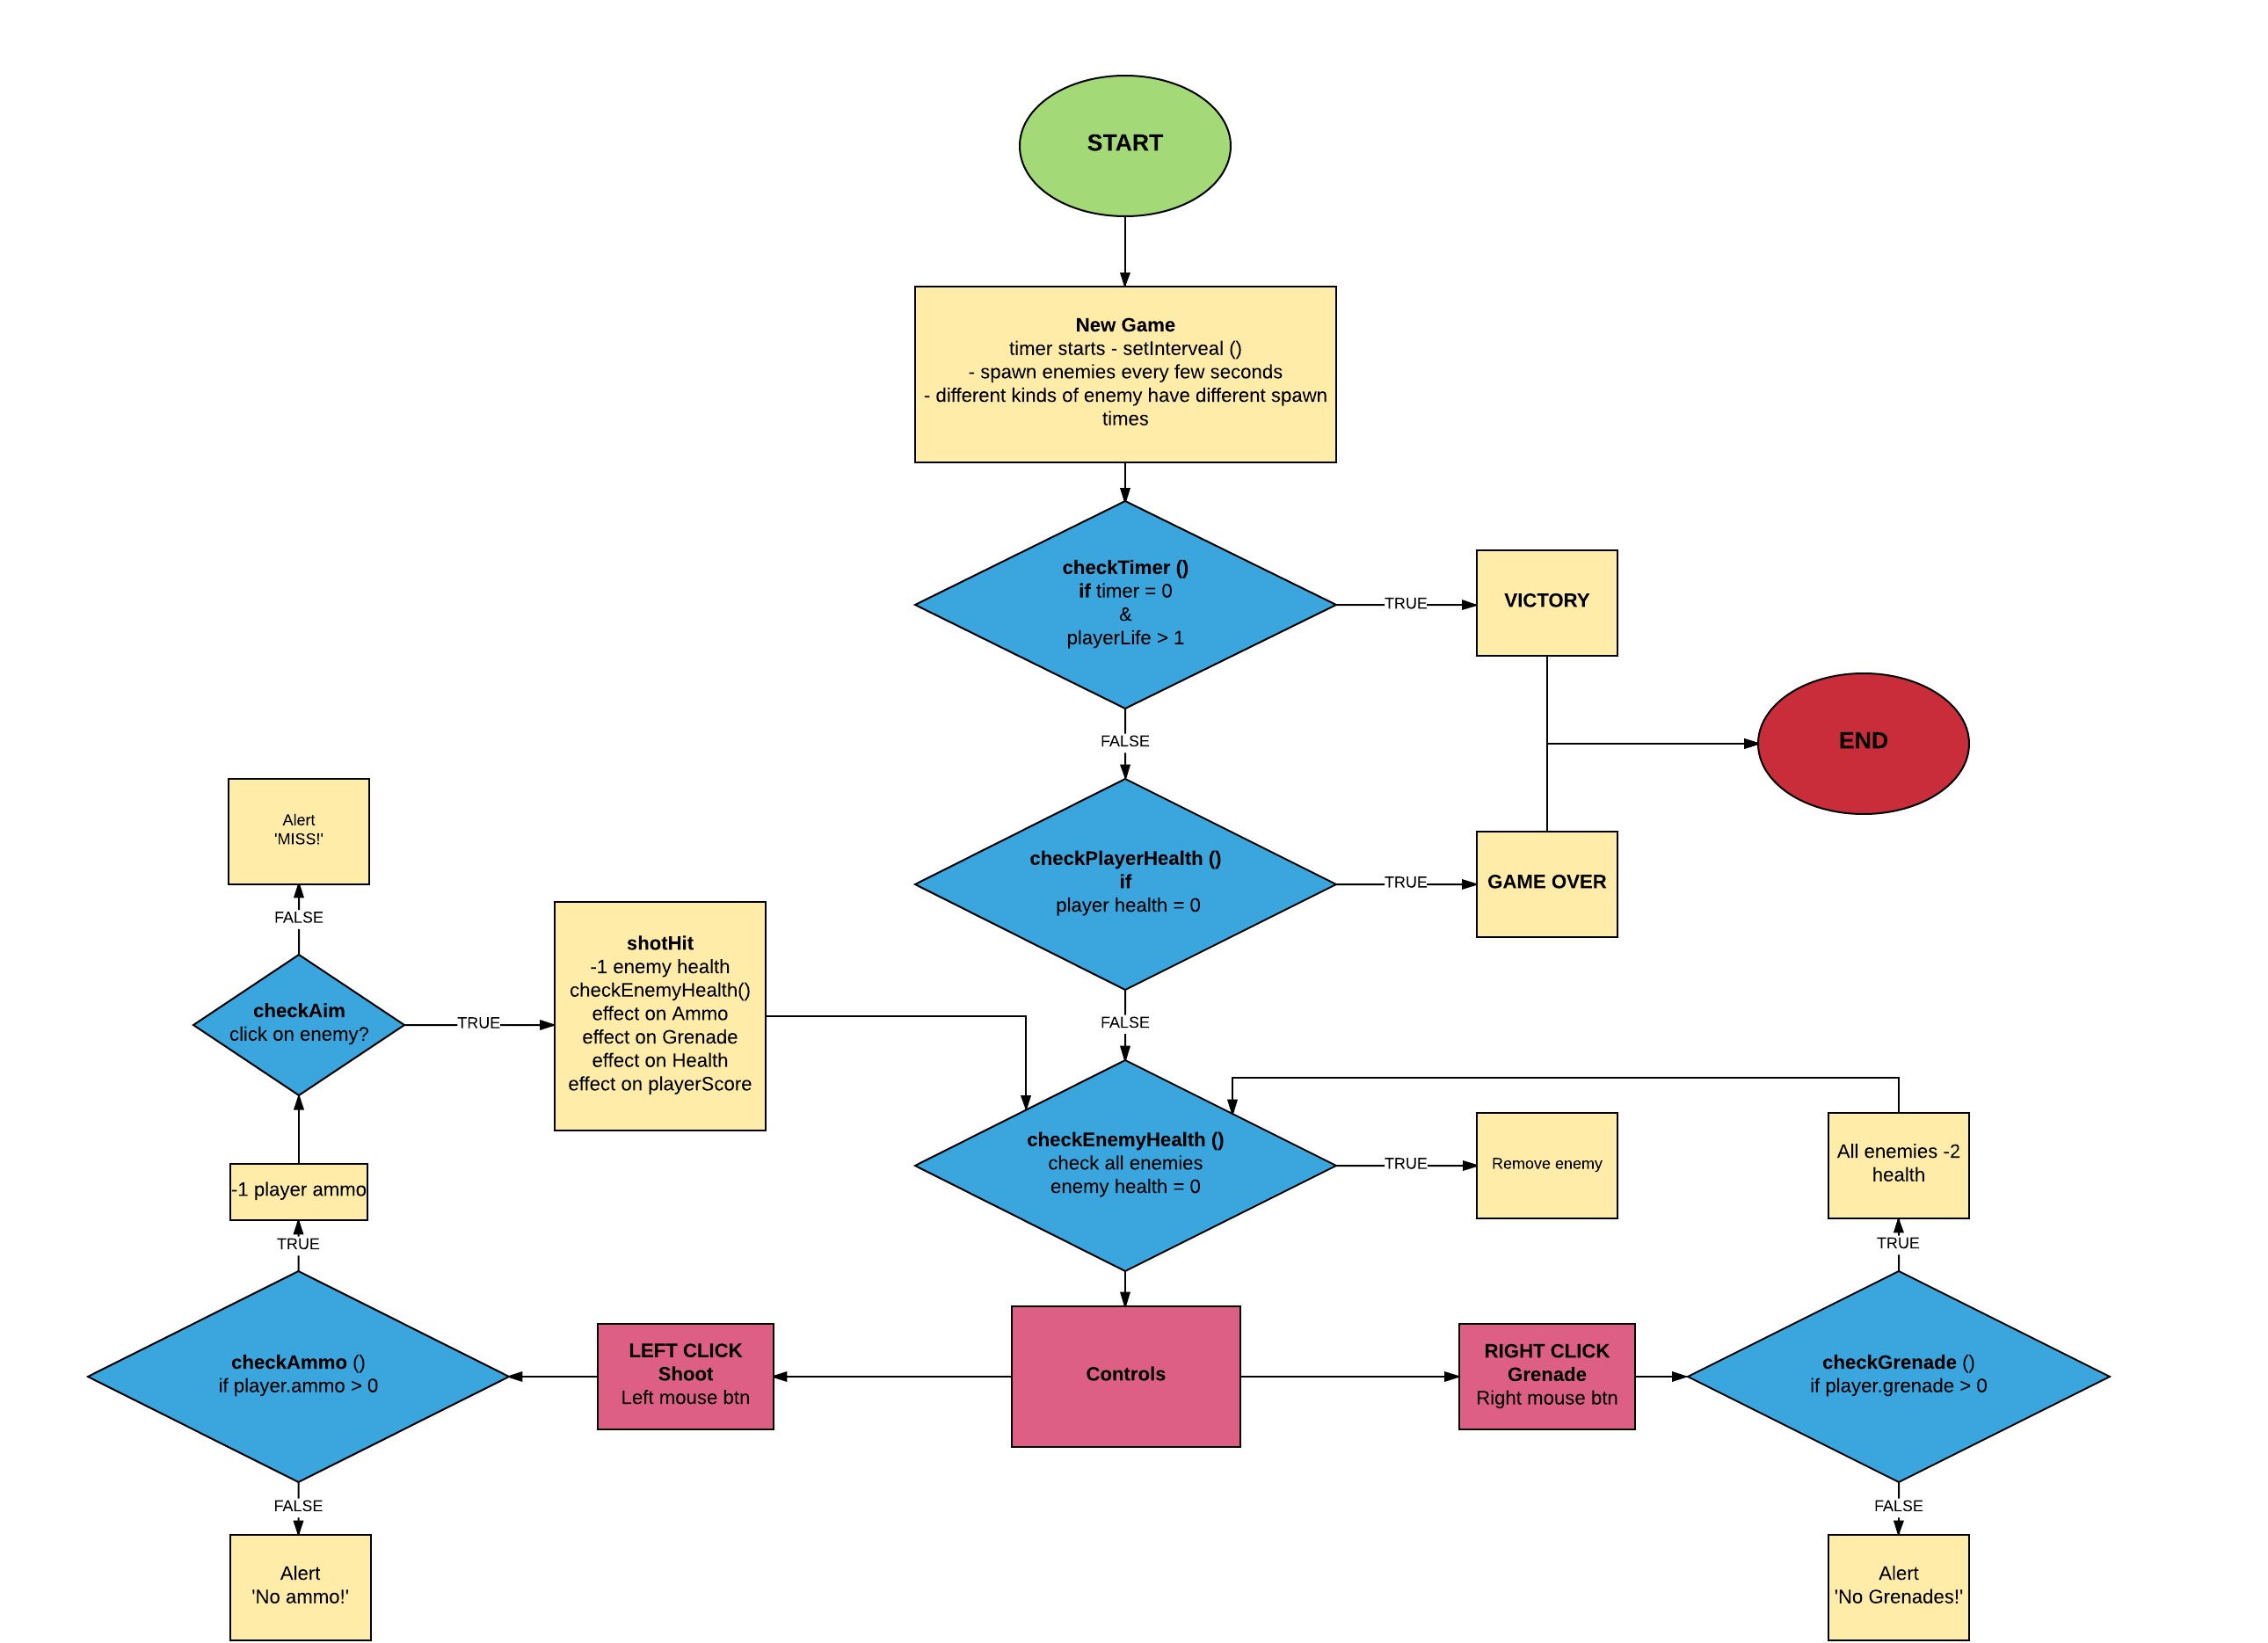 START
New Game
timer starts - setInterveal ()
- spawn enemies every few seconds
- different kinds of enemy have different spawn
times
checkTimer ()
if timer = 0
&
playerLife > 1
TRUE
VICTORY
FALSE
END
checkPlayerHealth ()
if
player health = 0
TRUE
GAME OVER
FALSE
Alert
'MISS!'
FALSE
checkAim
click on enemy?
TRUE
shotHit
-1 enemy health
checkEnemyHealth()
effect on Ammo
effect on Grenade
effect on Health
effect on playerScore
checkEnemyHealth ()
check all enemies
enemy health = 0
TRUE
Remove enemy
All enemies -2
health
-1 player ammo
TRUE
TRUE
checkAmmo ()
if player.ammo > 0
LEFT CLICK
Shoot
Left mouse btn
Controls
RIGHT CLICK
Grenade
Right mouse btn
checkGrenade ()
if player.grenade > 0
FALSE
FALSE
Alert
'No ammo!'
Alert
'No Grenades!'